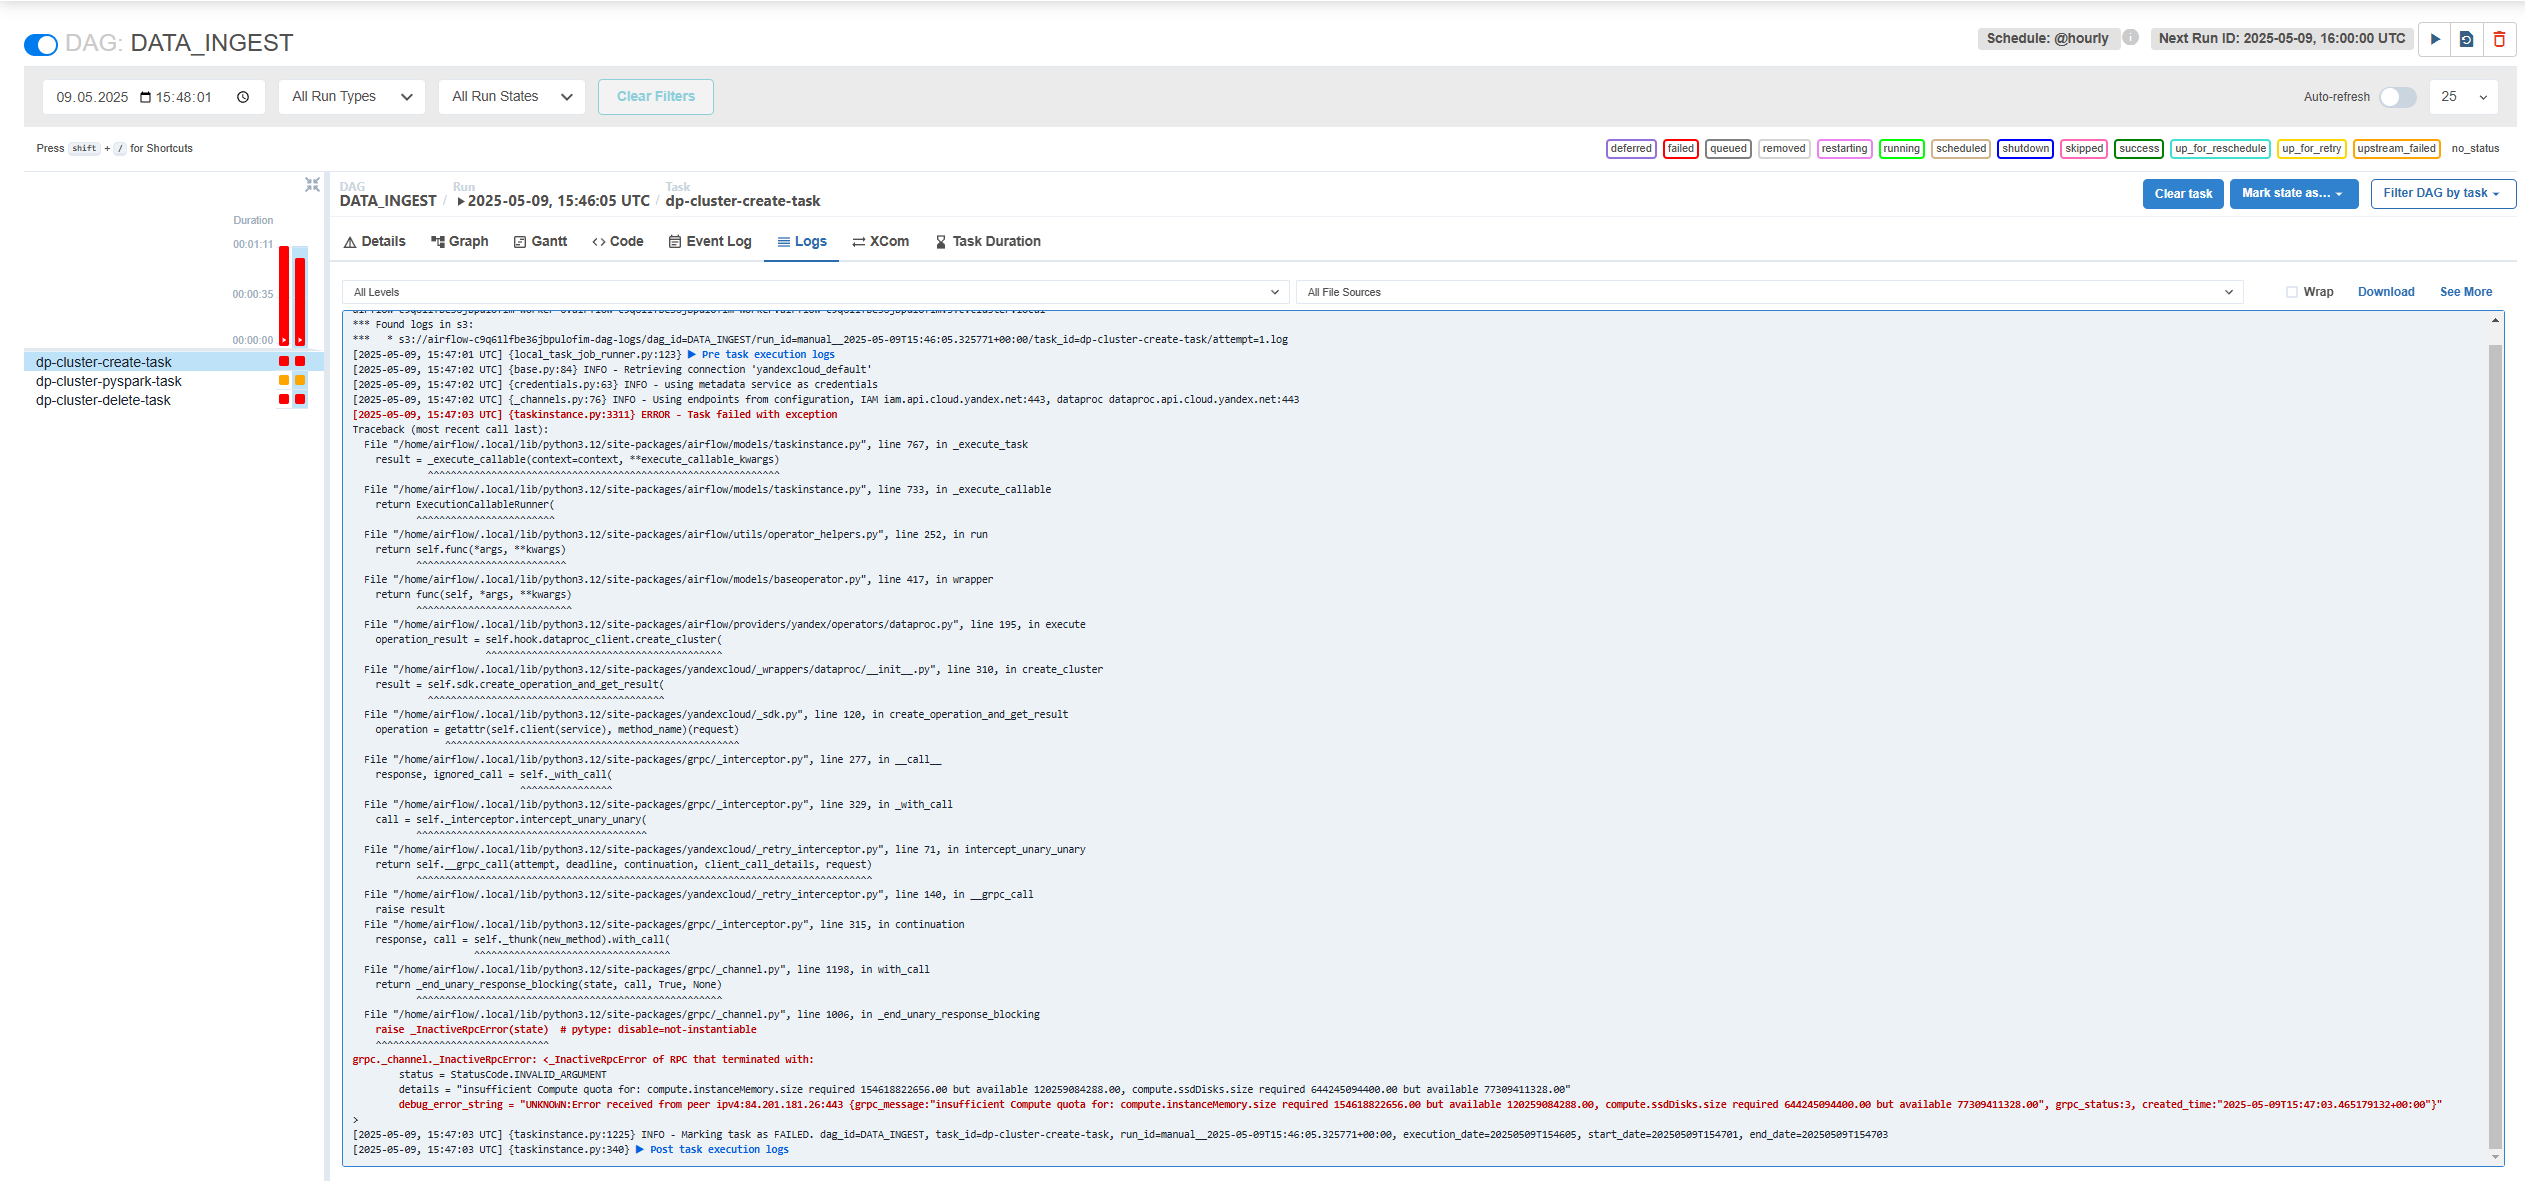 DAG: DATA_INGEST
Schedule: @hourly
Next Run ID: 2025-05-09, 16:00:00 UTC
09.05.2025 15:48:01
All Run Types
All Run States
Clear Filters
Auto-refresh
25
Press shift + / for Shortcuts
deferred failed queued removed restarting running scheduled shutdown skipped success up_for_reschedule up_for_retry upstream_failed no_status
Duration
00:01:11
00:00:35
00:00:00
dp-cluster-create-task
dp-cluster-pyspark-task
dp-cluster-delete-task
DAG Run Task
DATA_INGEST / 2025-05-09, 15:46:05 UTC / dp-cluster-create-task
Clear task
Mark state as...
Filter DAG by task
Details Graph Gantt Code Event Log Logs XCom Task Duration
All Levels
All File Sources
Wrap
Download
See More
*** Found logs in s3:
***   * s3://airflow-c9q61lfbe36jbpulofim-dag-logs/dag_id=DATA_INGEST/run_id=manual__2025-05-09T15:46:05.325771+00:00/task_id=dp-cluster-create-task/attempt=1.log
[2025-05-09, 15:47:01 UTC] {local_task_job_runner.py:123} ▶ Pre task execution logs
[2025-05-09, 15:47:02 UTC] {base.py:84} INFO - Retrieving connection 'yandexcloud_default'
[2025-05-09, 15:47:02 UTC] {credentials.py:63} INFO - using metadata service as credentials
[2025-05-09, 15:47:02 UTC] {_channels.py:76} INFO - Using endpoints from configuration, IAM iam.api.cloud.yandex.net:443, dataproc dataproc.api.cloud.yandex.net:443
[2025-05-09, 15:47:03 UTC] {taskinstance.py:3311} ERROR - Task failed with exception
Traceback (most recent call last):
File "/home/airflow/.local/lib/python3.12/site-packages/airflow/models/taskinstance.py", line 767, in _execute_task
result = _execute_callable(context=context, **execute_callable_kwargs)
File "/home/airflow/.local/lib/python3.12/site-packages/airflow/models/taskinstance.py", line 733, in _execute_callable
return ExecutionCallableRunner(
File "/home/airflow/.local/lib/python3.12/site-packages/airflow/utils/operator_helpers.py", line 252, in run
return self.func(*args, **kwargs)
File "/home/airflow/.local/lib/python3.12/site-packages/airflow/models/baseoperator.py", line 417, in wrapper
return func(self, *args, **kwargs)
File "/home/airflow/.local/lib/python3.12/site-packages/airflow/providers/yandex/operators/dataproc.py", line 195, in execute
operation_result = self.hook.dataproc_client.create_cluster(
File "/home/airflow/.local/lib/python3.12/site-packages/yandexcloud/_wrappers/dataproc/__init__.py", line 310, in create_cluster
result = self.sdk.create_operation_and_get_result(
File "/home/airflow/.local/lib/python3.12/site-packages/yandexcloud/_sdk.py", line 120, in create_operation_and_get_result
operation = getattr(self.client(service), method_name)(request)
File "/home/airflow/.local/lib/python3.12/site-packages/grpc/_interceptor.py", line 277, in __call__
response, ignored_call = self._with_call(
File "/home/airflow/.local/lib/python3.12/site-packages/grpc/_interceptor.py", line 329, in _with_call
call = self._interceptor.intercept_unary_unary(
File "/home/airflow/.local/lib/python3.12/site-packages/yandexcloud/_retry_interceptor.py", line 71, in intercept_unary_unary
return self.__grpc_call(attempt, deadline, continuation, client_call_details, request)
File "/home/airflow/.local/lib/python3.12/site-packages/yandexcloud/_retry_interceptor.py", line 140, in __grpc_call
raise result
File "/home/airflow/.local/lib/python3.12/site-packages/grpc/_interceptor.py", line 315, in continuation
response, call = self._thunk(new_method).with_call(
File "/home/airflow/.local/lib/python3.12/site-packages/grpc/_channel.py", line 1198, in with_call
return _end_unary_response_blocking(state, call, True, None)
File "/home/airflow/.local/lib/python3.12/site-packages/grpc/_channel.py", line 1006, in _end_unary_response_blocking
raise _InactiveRpcError(state)  # pytype: disable=not-instantiable
grpc._channel._InactiveRpcError: <_InactiveRpcError of RPC that terminated with:
status = StatusCode.INVALID_ARGUMENT
details = "insufficient Compute quota for: compute.instanceMemory.size required 154618822656.00 but available 120259084288.00, compute.ssdDisks.size required 644245094400.00 but available 77309411328.00"
debug_error_string = "UNKNOWN:Error received from peer ipv4:84.201.181.26:443 {grpc_message:"insufficient Compute quota for: compute.instanceMemory.size required 154618822656.00 but available 120259084288.00, compute.ssdDisks.size required 644245094400.00 but available 77309411328.00", grpc_status:3, created_time:"2025-05-09T15:47:03.465179132+00:00"}"
>
[2025-05-09, 15:47:03 UTC] {taskinstance.py:1225} INFO - Marking task as FAILED. dag_id=DATA_INGEST, task_id=dp-cluster-create-task, run_id=manual__2025-05-09T15:46:05.325771+00:00, execution_date=20250509T154605, start_date=20250509T154701, end_date=20250509T154703
[2025-05-09, 15:47:03 UTC] {taskinstance.py:340} ▶ Post task execution logs